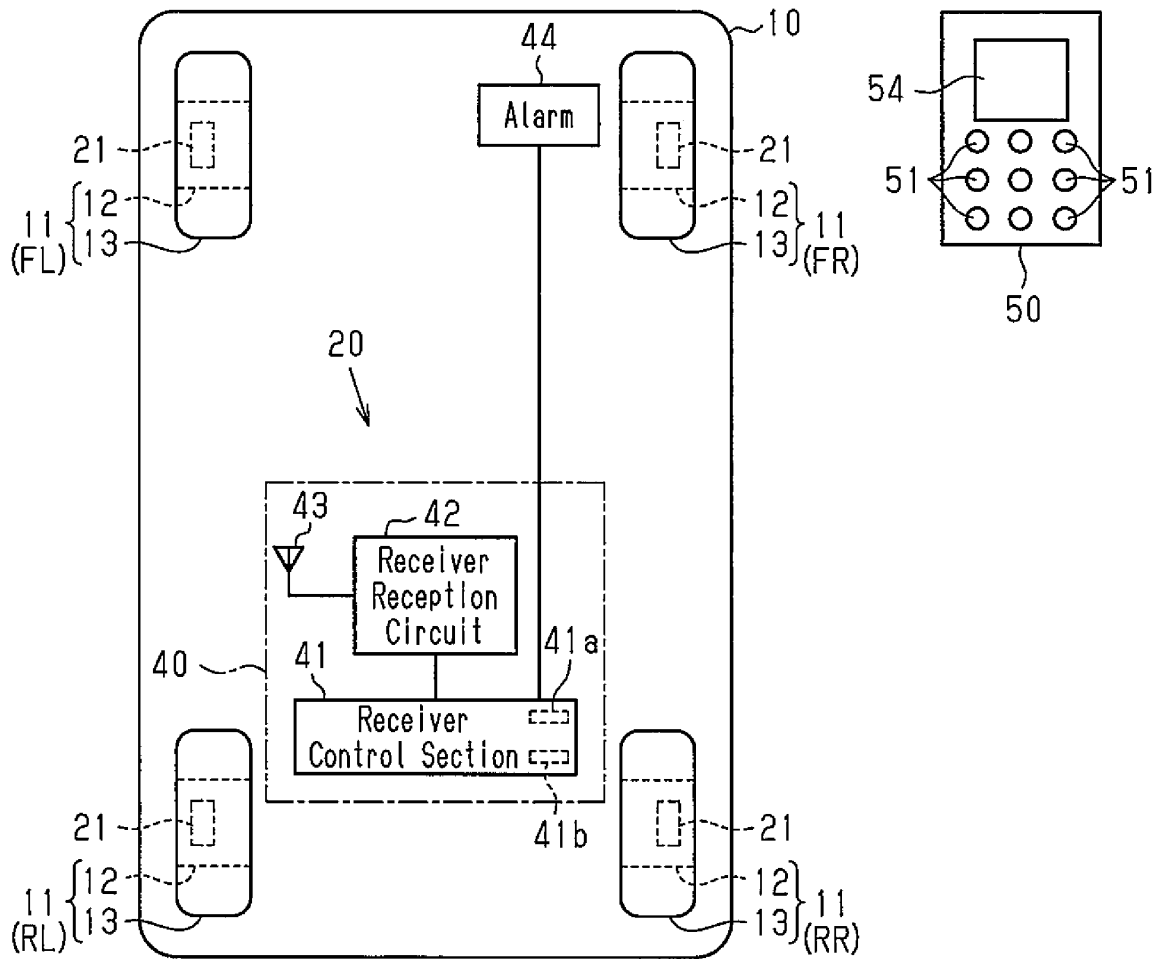 10
44
Alarm
54
21
21
51
51
12
11
13
(FL)
12
11
13
(FR)
50
20
43
42
Receiver
Reception
Circuit
40
41
41a
Receiver
Control Section
41b
21
21
12
11
13
(RL)
12
11
13
(RR)